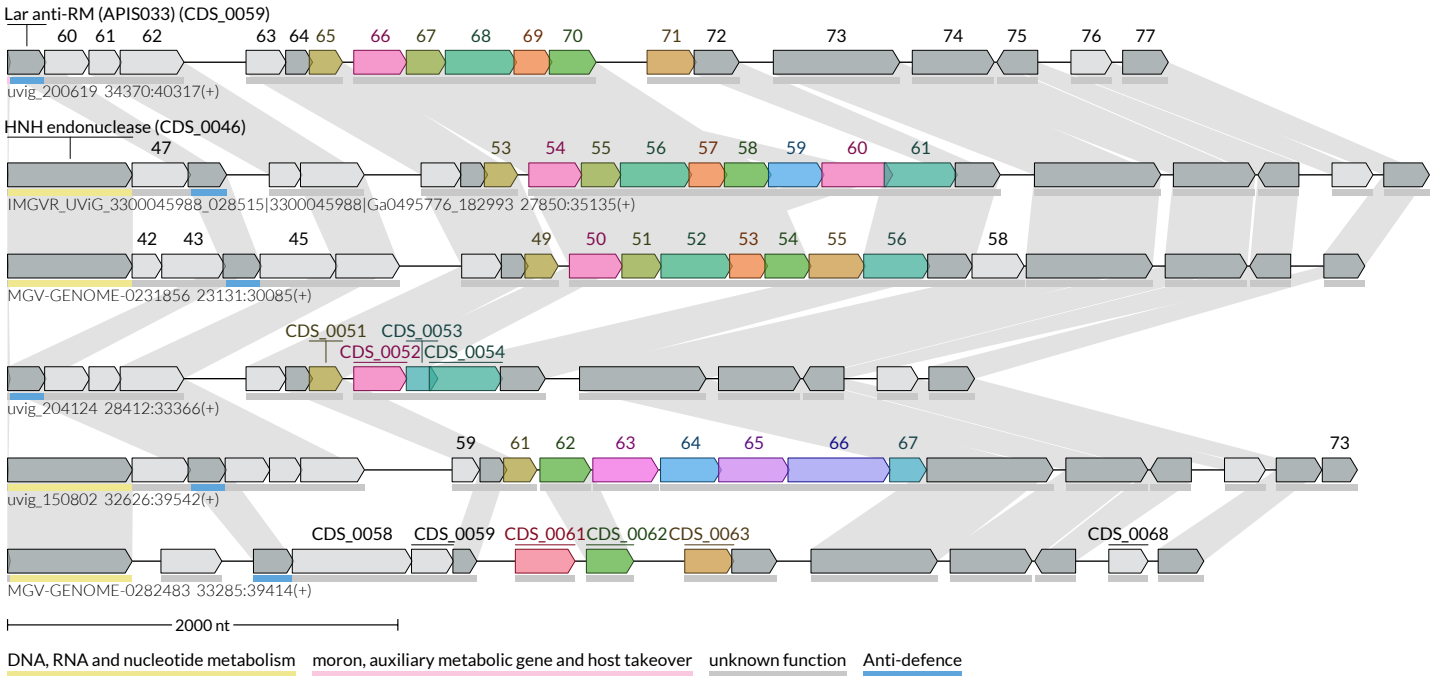 Lar anti-RM (APIS033) (CDS_0059)
60 61 62 63 64 65 66 67 68 69 70 71 72 73 74 75 76 77
uvig_200619 34370:40317(+)
HNH endonuclease (CDS_0046)
47 53 54 55 56 57 58 59 60 61
IMGVR_UViG_3300045988_028515|3300045988|Ga0495776_182993 27850:35135(+)
42 43 45 49 50 51 52 53 54 55 56 58
MGV-GENOME-0231856 23131:30085(+)
CDS_0051 CDS_0053
CDS_0052 CDS_0054
uvig_204124 28412:33366(+)
59 61 62 63 64 65 66 67 73
uvig_150802 32626:39542(+)
CDS_0058 CDS_0059 CDS_0061 CDS_0062 CDS_0063 CDS_0068
MGV-GENOME-0282483 33285:39414(+)
2000 nt
DNA, RNA and nucleotide metabolism moron, auxiliary metabolic gene and host takeover unknown function Anti-defence